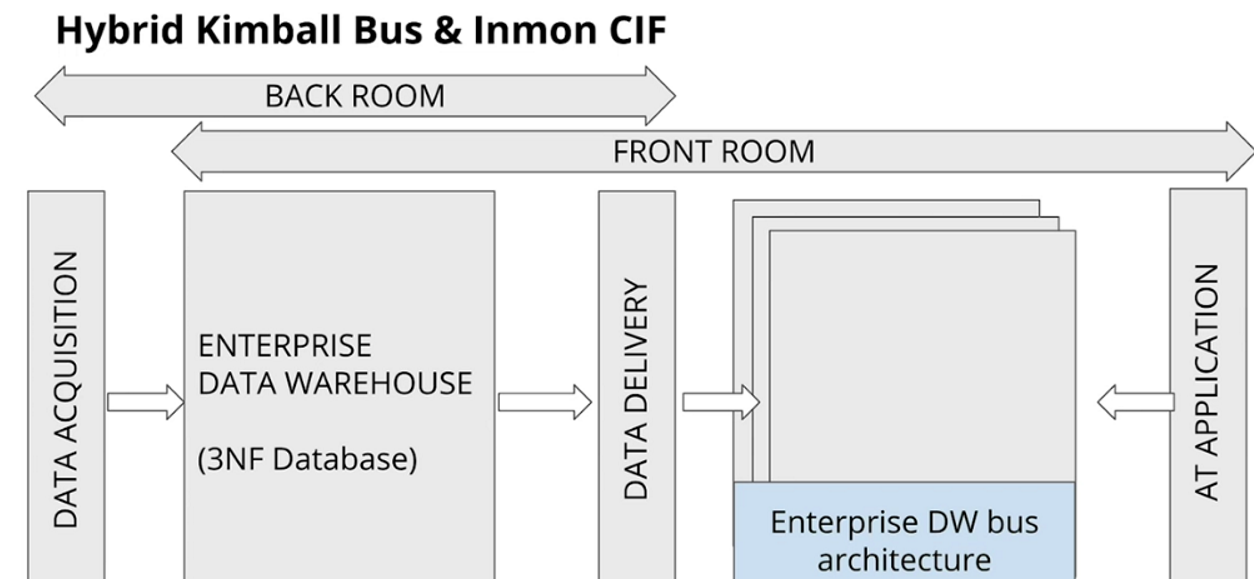 Hybrid Kimball Bus & Inmon CIF
BACK ROOM
FRONT ROOM
DATA ACQUISITION
ENTERPRISE
DATA WAREHOUSE
(3NF Database)
DATA DELIVERY
Enterprise DW bus
architecture
AT APPLICATION